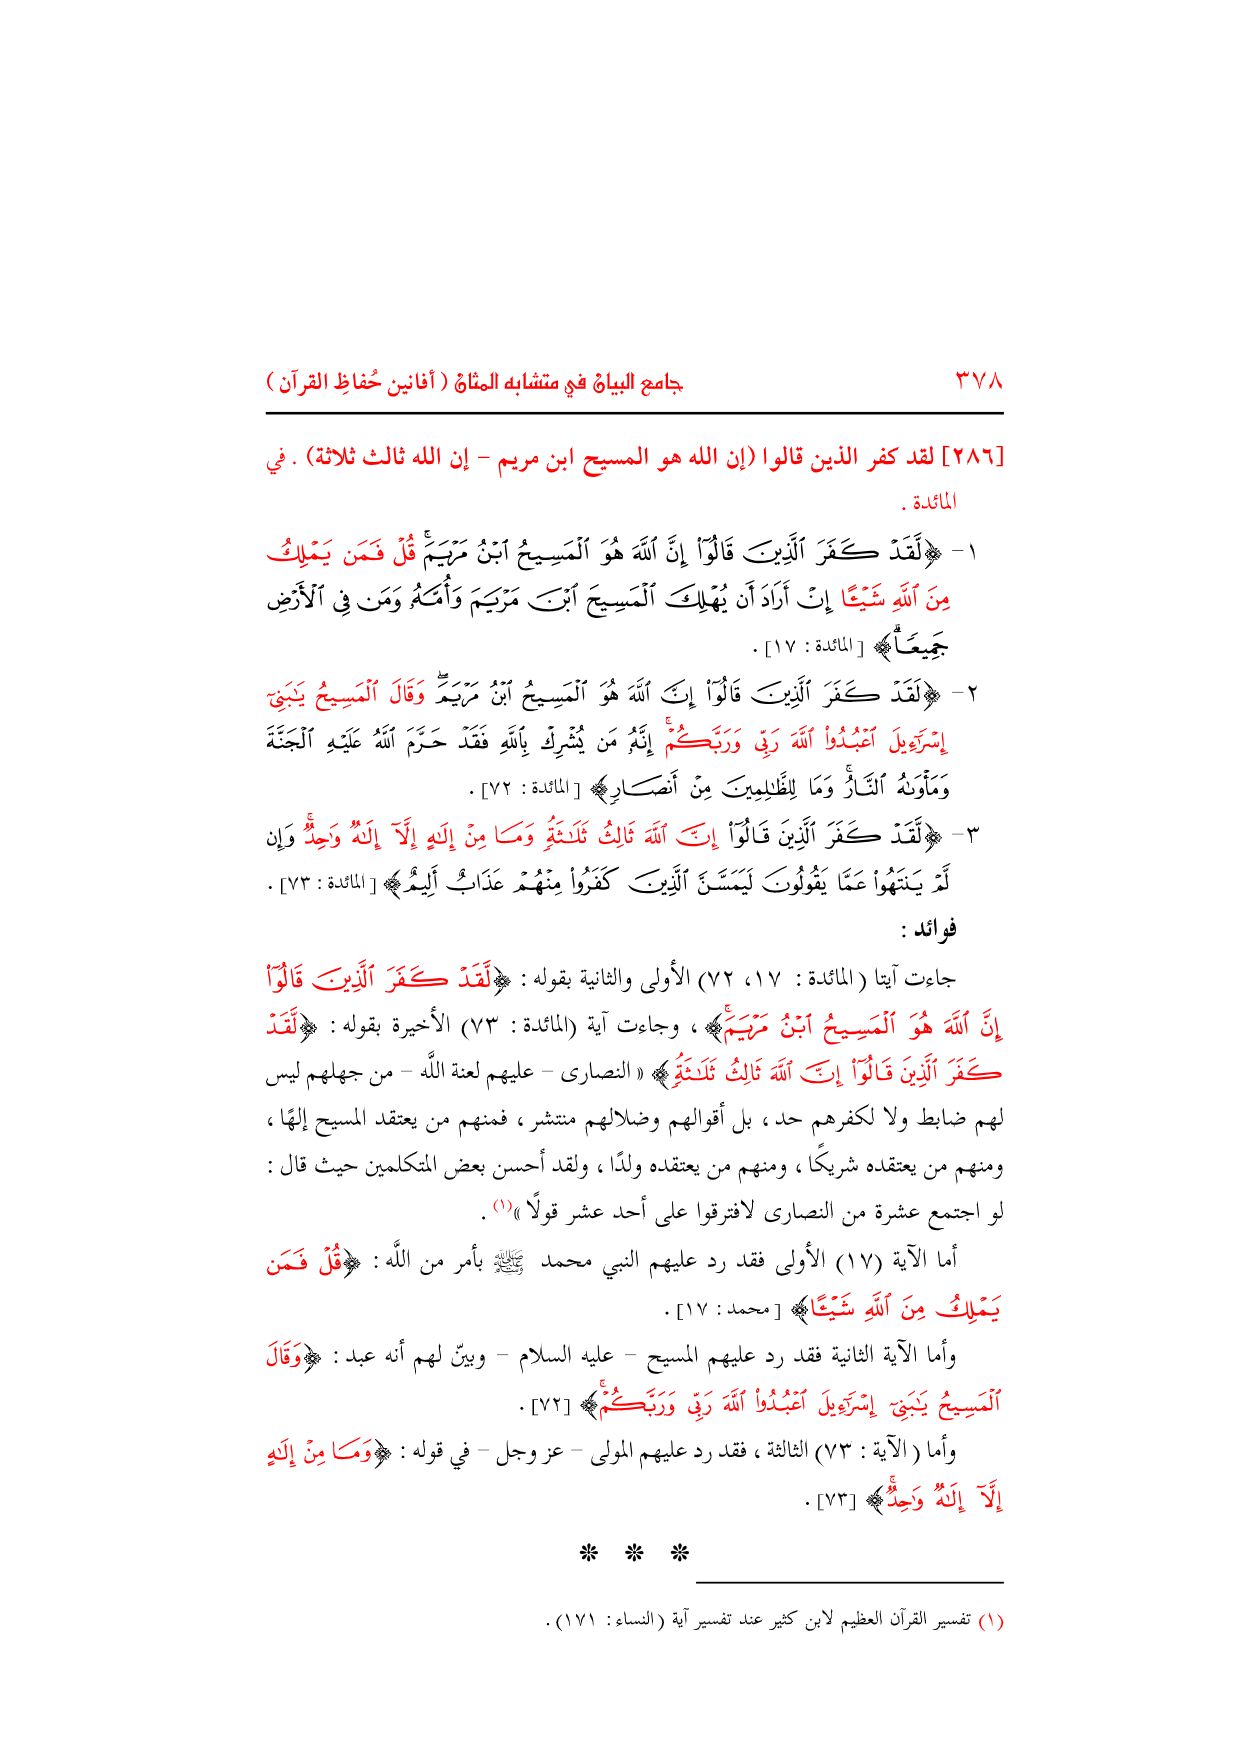 ٣٧٨ جامع البيان في متشابه المثان ( أفانين حُفاظِ القرآن )
[٢٨٦] لقد كفر الذين قالوا (إن الله هو المسيح ابن مريم – إن الله ثالث ثلاثة) . في
المائدة .
١- ﴿لَّقَدْ كَفَرَ ٱلَّذِينَ قَالُوٓا۟ إِنَّ ٱللَّهَ هُوَ ٱلْمَسِيحُ ٱبْنُ مَرْيَمَ ۚ قُلْ فَمَن يَمْلِكُ
مِنَ ٱللَّهِ شَيْـًٔا إِنْ أَرَادَ أَن يُهْلِكَ ٱلْمَسِيحَ ٱبْنَ مَرْيَمَ وَأُمَّهُۥ وَمَن فِى ٱلْأَرْضِ
جَمِيعًا ۗ﴾ [المائدة : ١٧] .
٢- ﴿لَقَدْ كَفَرَ ٱلَّذِينَ قَالُوٓا۟ إِنَّ ٱللَّهَ هُوَ ٱلْمَسِيحُ ٱبْنُ مَرْيَمَ ۖ وَقَالَ ٱلْمَسِيحُ يَـٰبَنِىٓ
إِسْرَٰٓءِيلَ ٱعْبُدُوا۟ ٱللَّهَ رَبِّى وَرَبَّكُمْ ۚ إِنَّهُۥ مَن يُشْرِكْ بِٱللَّهِ فَقَدْ حَرَّمَ ٱللَّهُ عَلَيْهِ ٱلْجَنَّةَ
وَمَأْوَىٰهُ ٱلنَّارُ ۚ وَمَا لِلظَّـٰلِمِينَ مِنْ أَنصَارٍ﴾ [المائدة : ٧٢] .
٣- ﴿لَّقَدْ كَفَرَ ٱلَّذِينَ قَالُوٓا۟ إِنَّ ٱللَّهَ ثَالِثُ ثَلَـٰثَةٍ ۘ وَمَا مِنْ إِلَـٰهٍ إِلَّآ إِلَـٰهٌ وَٰحِدٌ ۚ وَإِن
لَّمْ يَنتَهُوا۟ عَمَّا يَقُولُونَ لَيَمَسَّنَّ ٱلَّذِينَ كَفَرُوا۟ مِنْهُمْ عَذَابٌ أَلِيمٌ﴾ [المائدة : ٧٣] .
فوائد :
جاءت آيتا ( المائدة : ١٧، ٧٢) الأولى والثانية بقوله : ﴿لَّقَدْ كَفَرَ ٱلَّذِينَ قَالُوٓا۟
إِنَّ ٱللَّهَ هُوَ ٱلْمَسِيحُ ٱبْنُ مَرْيَمَ ۚ﴾ ، وجاءت آية (المائدة : ٧٣) الأخيرة بقوله : ﴿لَّقَدْ
كَفَرَ ٱلَّذِينَ قَالُوٓا۟ إِنَّ ٱللَّهَ ثَالِثُ ثَلَـٰثَةٍ ۘ﴾ « النصارى – عليهم لعنة اللَّه – من جهلهم ليس
لهم ضابط ولا لكفرهم حد ، بل أقوالهم وضلالهم منتشر ، فمنهم من يعتقد المسيح إلهًا ،
ومنهم من يعتقده شريكًا ، ومنهم من يعتقده ولدًا ، ولقد أحسن بعض المتكلمين حيث قال :
لو اجتمع عشرة من النصارى لافترقوا على أحد عشر قولًا »(١) .
أما الآية (١٧) الأولى فقد رد عليهم النبي محمد ﷺ بأمر من اللَّه : ﴿قُلْ فَمَن
يَمْلِكُ مِنَ ٱللَّهِ شَيْـًٔا﴾ [محمد : ١٧] .
وأما الآية الثانية فقد رد عليهم المسيح – عليه السلام – وبيّن لهم أنه عبد : ﴿وَقَالَ
ٱلْمَسِيحُ يَـٰبَنِىٓ إِسْرَٰٓءِيلَ ٱعْبُدُوا۟ ٱللَّهَ رَبِّى وَرَبَّكُمْ ۚ﴾ [٧٢] .
وأما ( الآية : ٧٣) الثالثة ، فقد رد عليهم المولى – عز وجل – في قوله : ﴿وَمَا مِنْ إِلَـٰهٍ
إِلَّآ إِلَـٰهٌ وَٰحِدٌ ۚ﴾ [٧٣] .
❊ ❊ ❊
(١) تفسير القرآن العظيم لابن كثير عند تفسير آية ( النساء : ١٧١) .